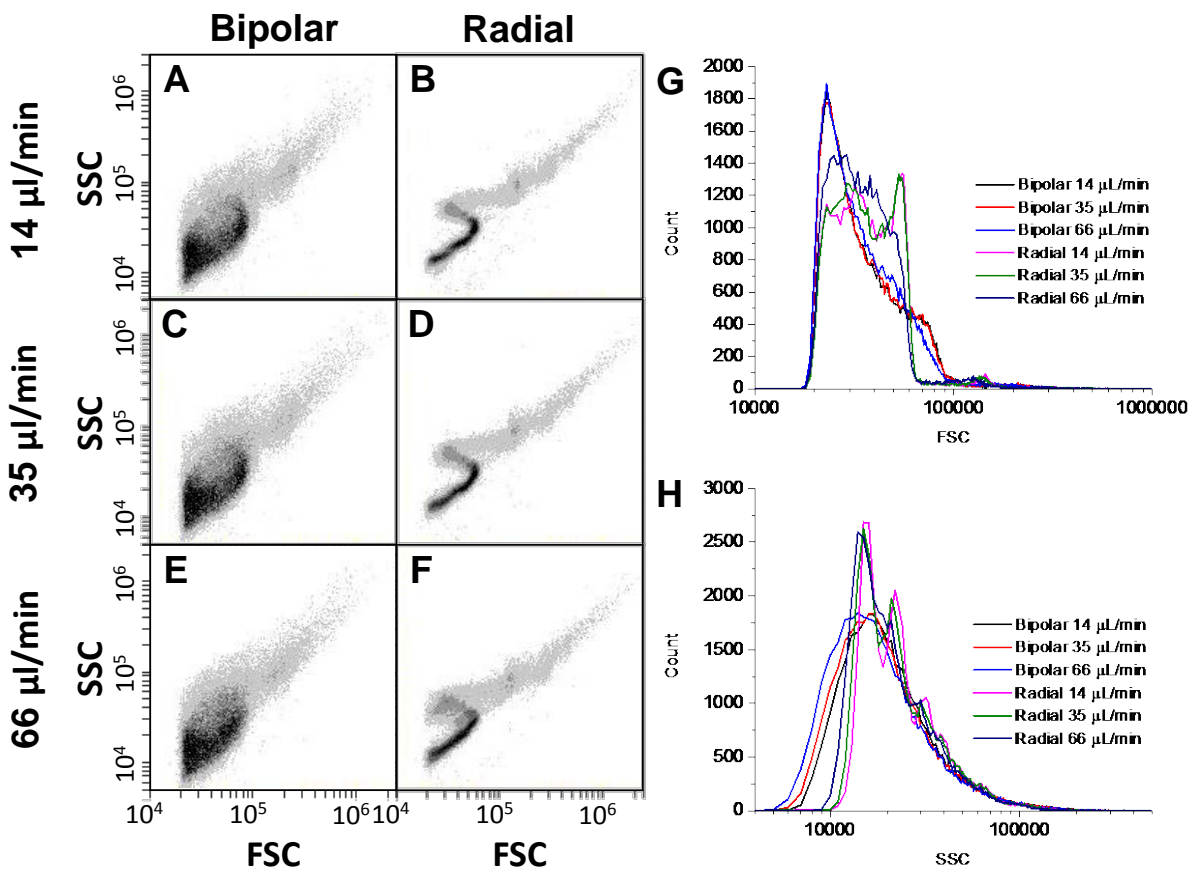 Bipolar Radial
14 µl/min
35 µl/min
66 µl/min
A
B
C
D
E
F
SSC
10⁶
10⁵
10⁴
SSC
10⁶
10⁵
10⁴
SSC
10⁶
10⁵
10⁴
10⁴ 10⁵ 10⁶ 10⁴ 10⁵ 10⁶
FSC FSC
G
2000
1800
1600
1400
1200
1000
800
600
400
200
0
Count
10000 100000 1000000
FSC
Bipolar 14 µL/min
Bipolar 35 µL/min
Bipolar 66 µL/min
Radial 14 µL/min
Radial 35 µL/min
Radial 66 µL/min
H
3000
2500
2000
1500
1000
500
0
Count
10000 100000
SSC
Bipolar 14 µL/min
Bipolar 35 µL/min
Bipolar 66 µL/min
Radial 14 µL/min
Radial 35 µL/min
Radial 66 µL/min